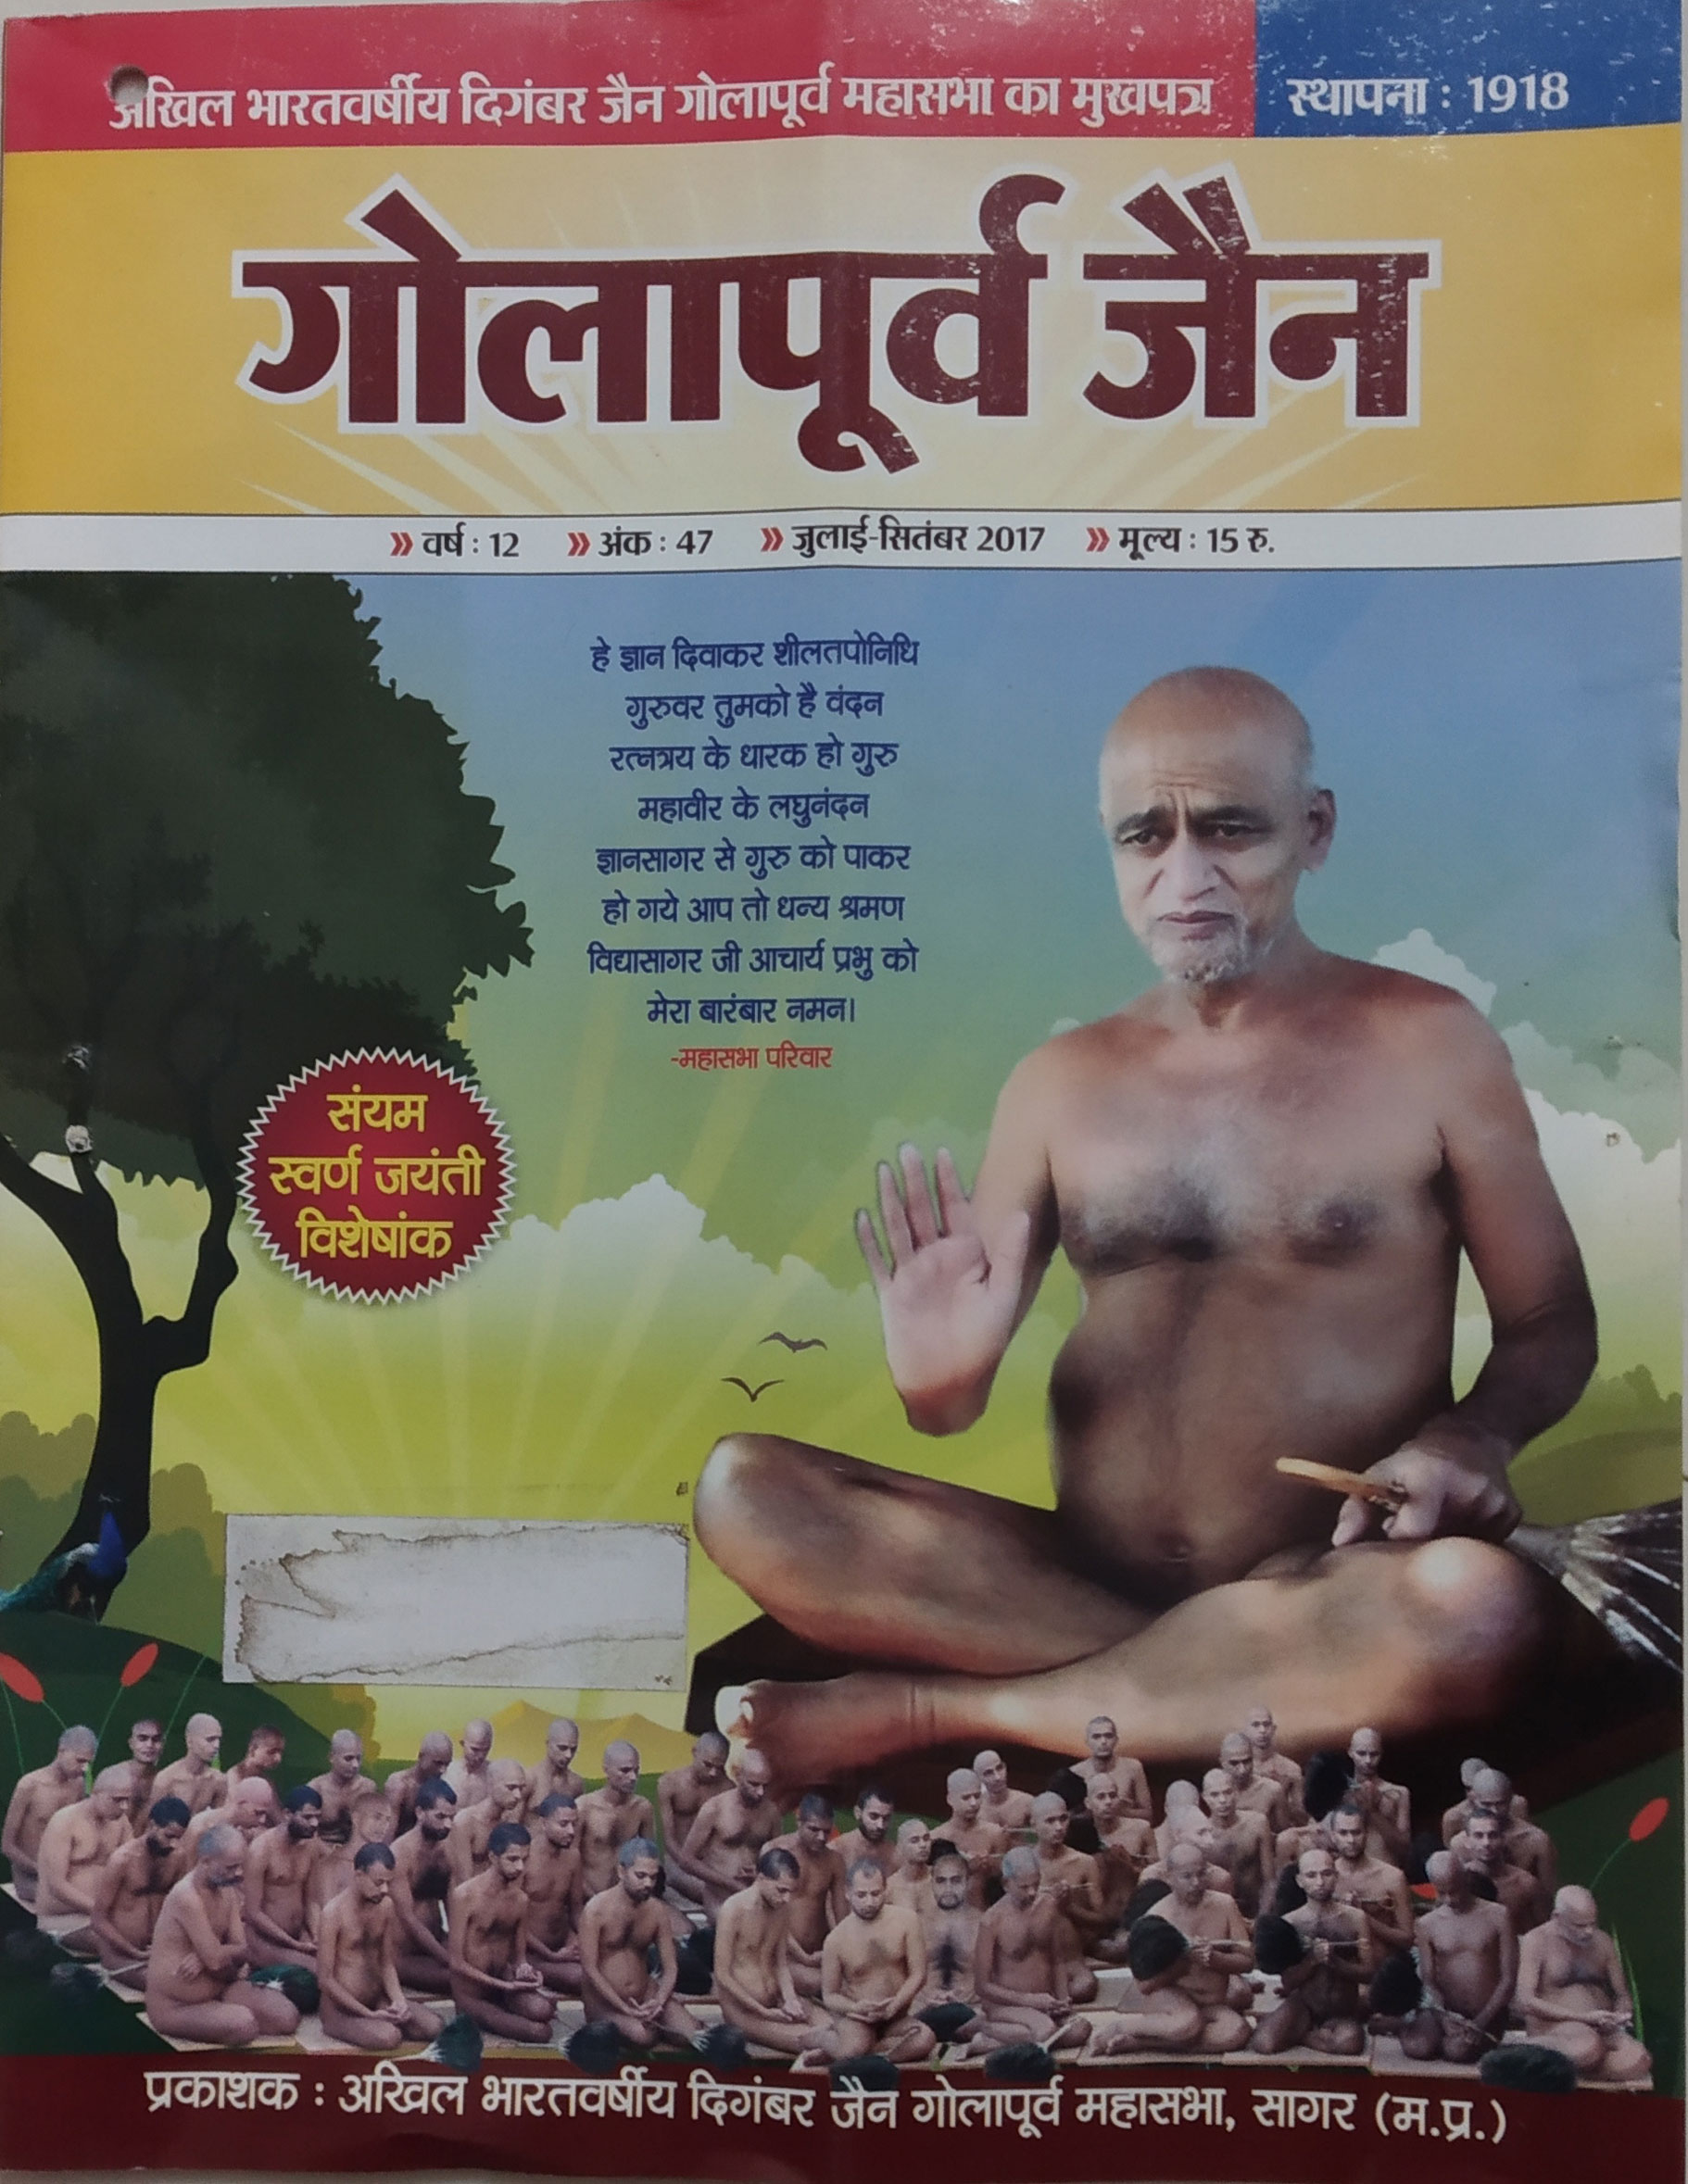 अखिल भारतवर्षीय दिगंबर जैन गोलापूर्व महासभा का मुखपत्र
स्थापना : 1918
गोलापूर्व जैन
» वर्ष : 12 » अंक : 47 » जुलाई-सितंबर 2017 » मूल्य : 15 रु.
हे ज्ञान दिवाकर शीलतपोनिधि
गुरुवर तुमको है वंदन
रत्नत्रय के धारक हो गुरु
महावीर के लघुनंदन
ज्ञानसागर से गुरु को पाकर
हो गये आप तो धन्य श्रमण
विद्यासागर जी आचार्य प्रभु को
मेरा बारंबार नमन।
-महासभा परिवार
संयम
स्वर्ण जयंती
विशेषांक
प्रकाशक : अखिल भारतवर्षीय दिगंबर जैन गोलापूर्व महासभा, सागर (म.प्र.)